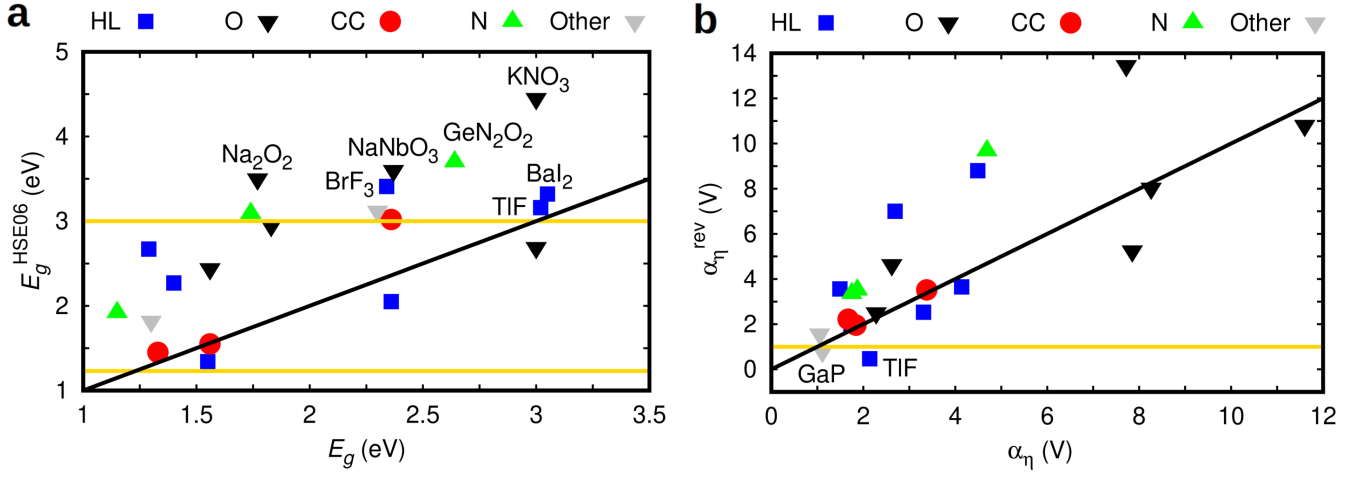 a
HL O CC N Other
5
4
3
2
1
1 1.5 2 2.5 3 3.5
E_g^HSE06 (eV)
E_g (eV)
KNO₃
GeN₂O₂
NaNbO₃
Na₂O₂
BrF₃
BaI₂
TlF
b
HL O CC N Other
14
12
10
8
6
4
2
0
0 2 4 6 8 10 12
α_η^rev (V)
α_η (V)
GaP
TlF